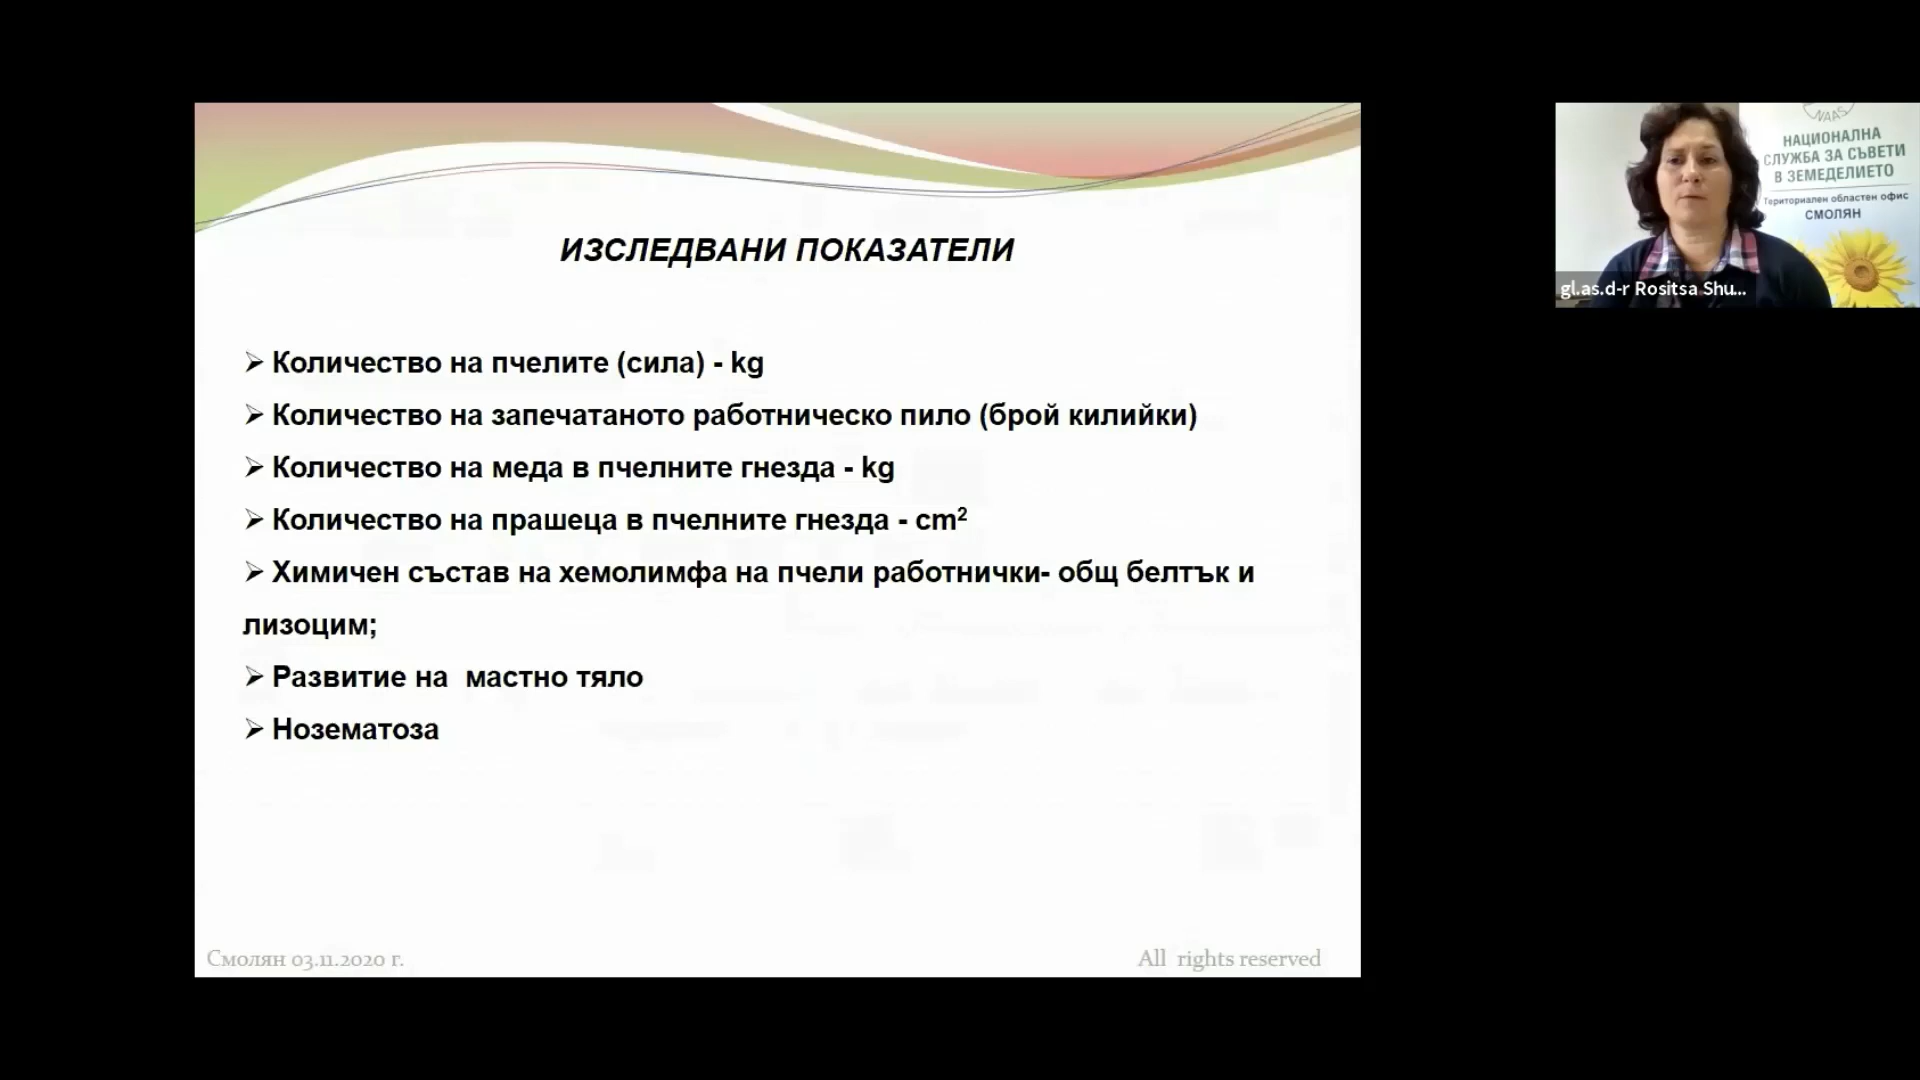 ИЗСЛЕДВАНИ ПОКАЗАТЕЛИ
➢ Количество на пчелите (сила) - kg
➢ Количество на запечатаното работническо пило (брой килийки)
➢ Количество на меда в пчелните гнезда - kg
➢ Количество на прашеца в пчелните гнезда - cm²
➢ Химичен състав на хемолимфа на пчели работнички- общ белтък и
лизоцим;
➢ Развитие на  мастно тяло
➢ Нозематоза
Смолян 03.11.2020 г.
All  rights reserved
NAAS
НАЦИОНАЛНА
СЛУЖБА ЗА СЪВЕТИ
В ЗЕМЕДЕЛИЕТО
Териториален областен офис
СМОЛЯН
gl.as.d-r Rositsa Shu...